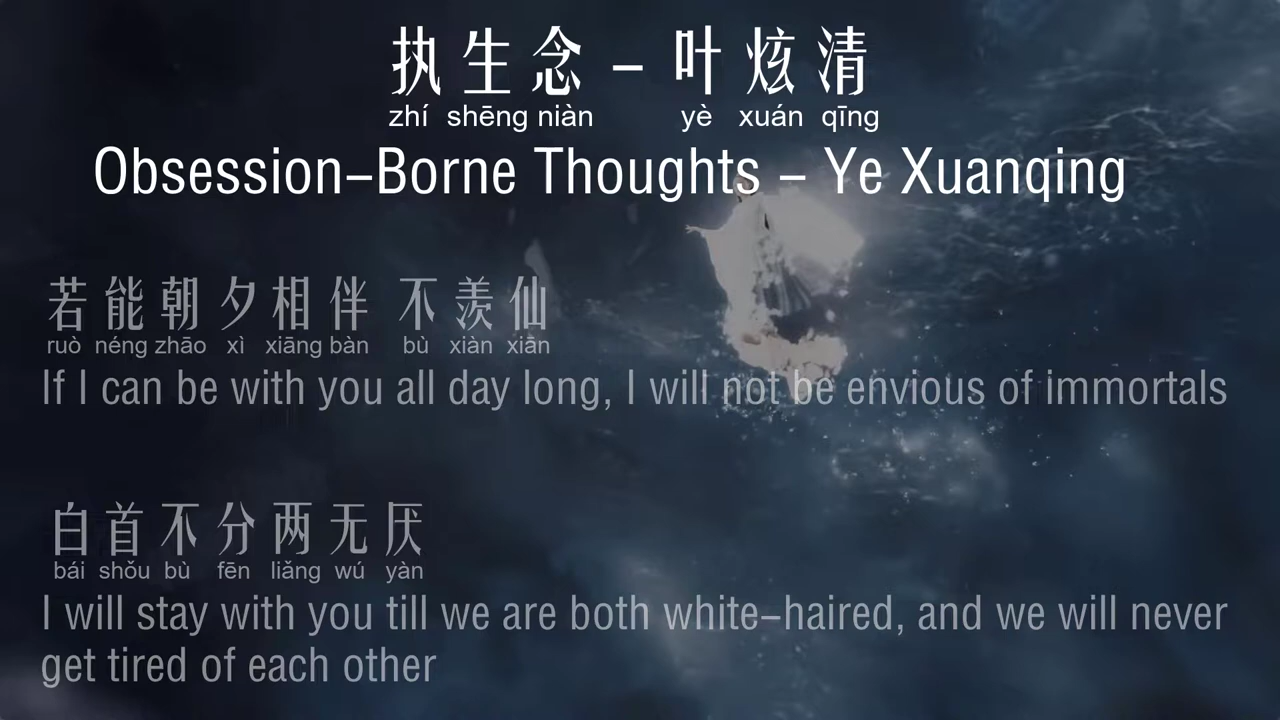 执生念 – 叶炫清
zhí shēng niàn yè xuán qīng
Obsession-Borne Thoughts - Ye Xuanqing
若能朝夕相伴 不羡仙
ruò néng zhāo xì xiāng bàn bù xiàn xiān
If I can be with you all day long, I will not be envious of immortals
白首不分两无厌
bái shǒu bù fēn liǎng wú yàn
I will stay with you till we are both white-haired, and we will never
get tired of each other